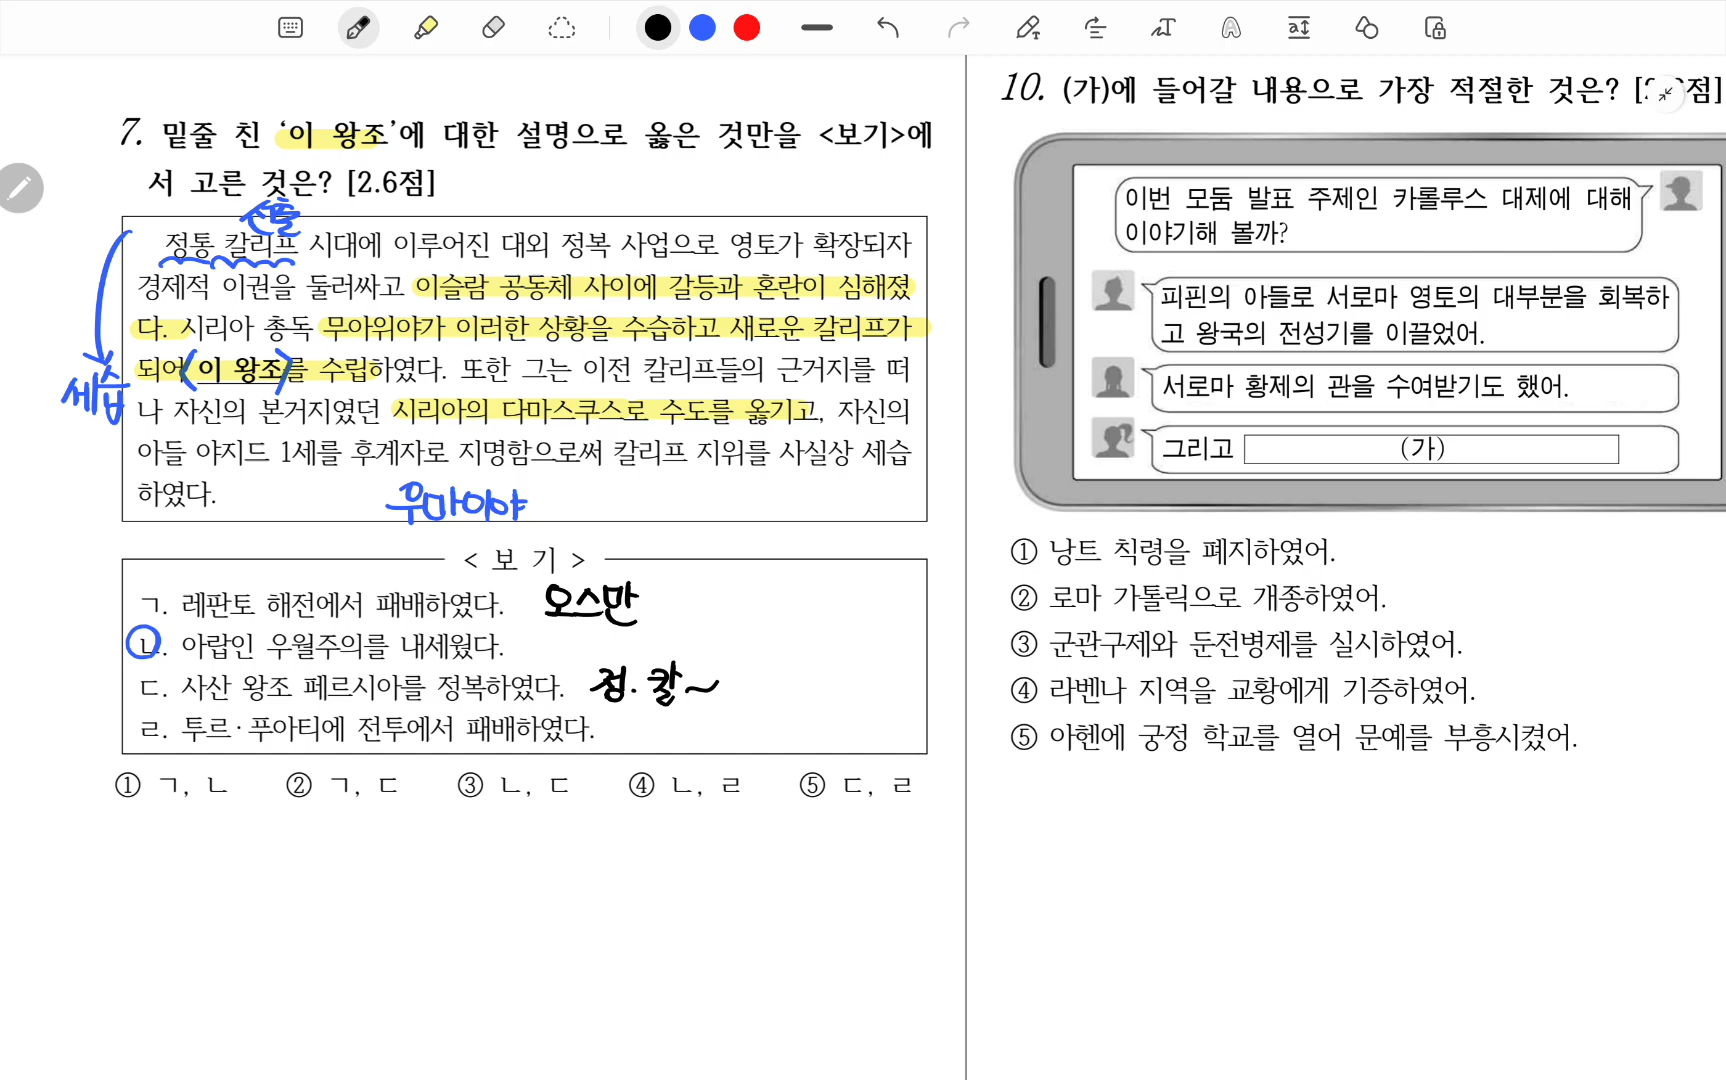 7. 밑줄 친 ‘이 왕조’에 대한 설명으로 옳은 것만을 <보기>에
서 고른 것은? [2.6점]
선출
정통 칼리프 시대에 이루어진 대외 정복 사업으로 영토가 확장되자
경제적 이권을 둘러싸고 이슬람 공동체 사이에 갈등과 혼란이 심해졌
다. 시리아 총독 무아위야가 이러한 상황을 수습하고 새로운 칼리프가
되어 <이 왕조>를 수립하였다. 또한 그는 이전 칼리프들의 근거지를 떠
세습
나 자신의 본거지였던 시리아의 다마스쿠스로 수도를 옮기고, 자신의
아들 야지드 1세를 후계자로 지명함으로써 칼리프 지위를 사실상 세습
하였다.
우마이야
< 보 기 >
ㄱ. 레판토 해전에서 패배하였다. 오스만
ㄴ. 아랍인 우월주의를 내세웠다.
ㄷ. 사산 왕조 페르시아를 정복하였다. 정·칼~
ㄹ. 투르·푸아티에 전투에서 패배하였다.
① ㄱ, ㄴ ② ㄱ, ㄷ ③ ㄴ, ㄷ ④ ㄴ, ㄹ ⑤ ㄷ, ㄹ
10. (가)에 들어갈 내용으로 가장 적절한 것은? [점]
이번 모둠 발표 주제인 카롤루스 대제에 대해
이야기해 볼까?
피핀의 아들로 서로마 영토의 대부분을 회복하
고 왕국의 전성기를 이끌었어.
서로마 황제의 관을 수여받기도 했어.
그리고 (가)
① 낭트 칙령을 폐지하였어.
② 로마 가톨릭으로 개종하였어.
③ 군관구제와 둔전병제를 실시하였어.
④ 라벤나 지역을 교황에게 기증하였어.
⑤ 아헨에 궁정 학교를 열어 문예를 부흥시켰어.